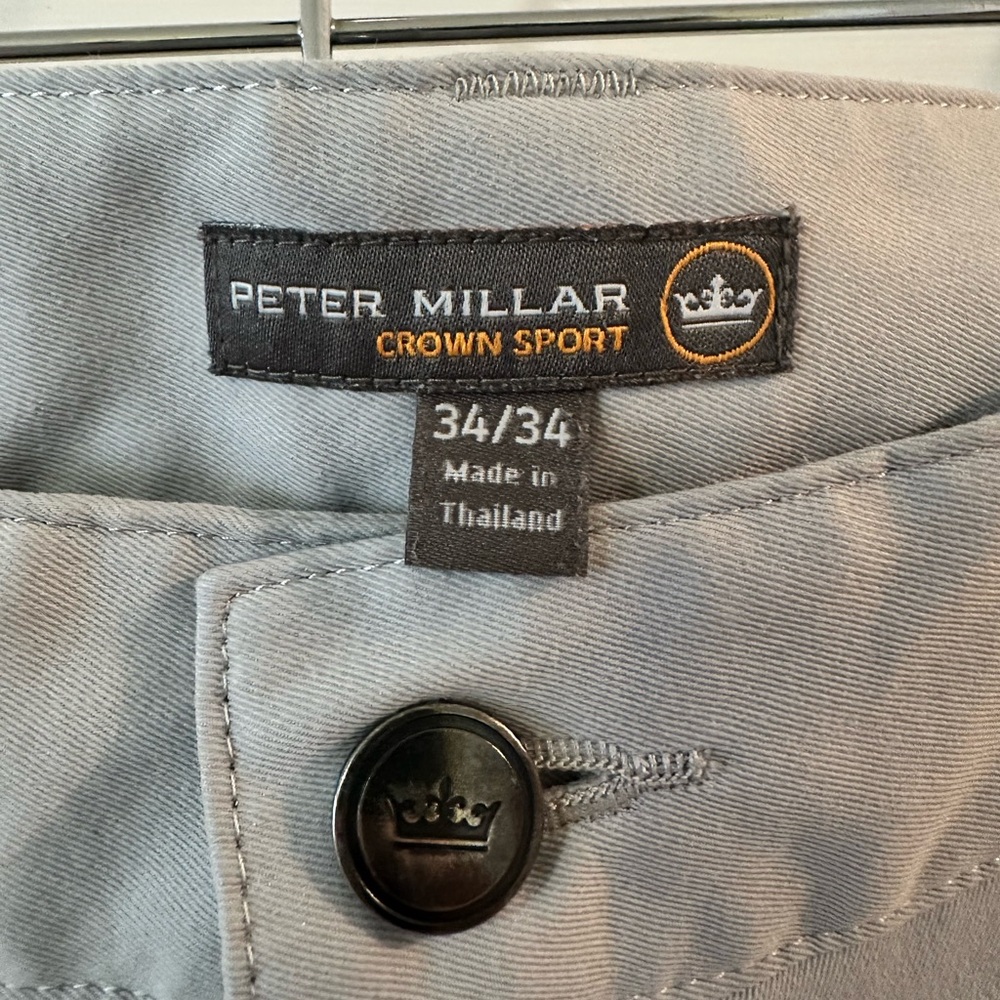 PETER MILLAR
CROWN SPORT
34/34
Made in
Thailand